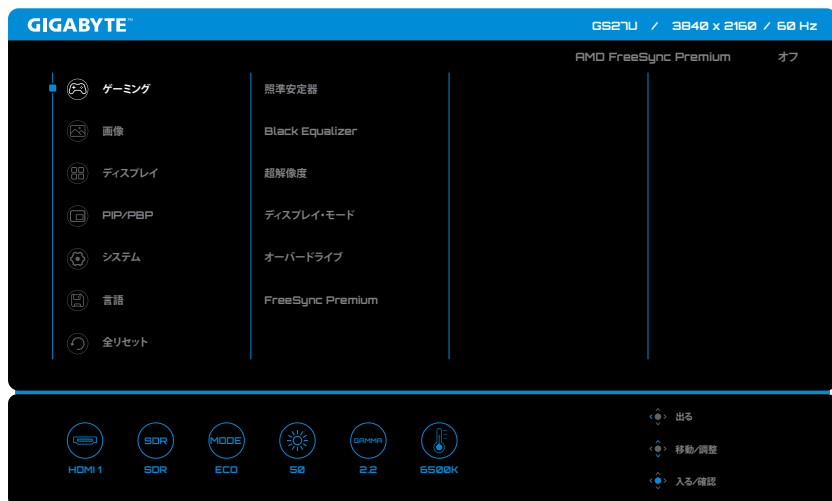 GIGABYTE™
GS27U / 3840 x 2160 / 60 Hz
AMD FreeSync Premium オフ
ゲーミング
画像
ディスプレイ
PIP/PBP
システム
言語
全リセット
照準安定器
Black Equalizer
超解像度
ディスプレイ・モード
オーバードライブ
FreeSync Premium
SDR
MODE
GAMMA
HDMI 1
SDR
ECO
50
2.2
6500K
出る
移動/調整
入る/確認